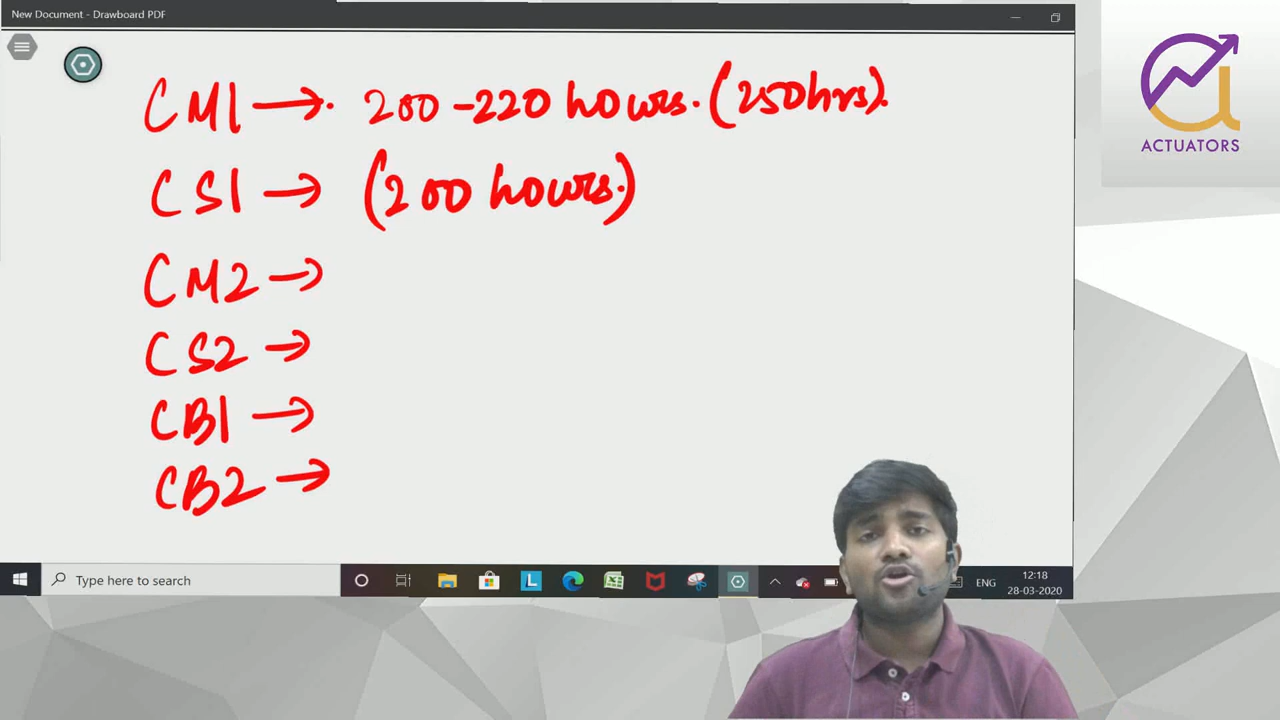 New Document - Drawboard PDF
CM1 → 200-220 hours. (250hrs).
CS1 → (200 hours.)
CM2 →
CS2 →
CB1 →
CB2 →
ACTUATORS
Type here to search
ENG
12:18
28-03-2020